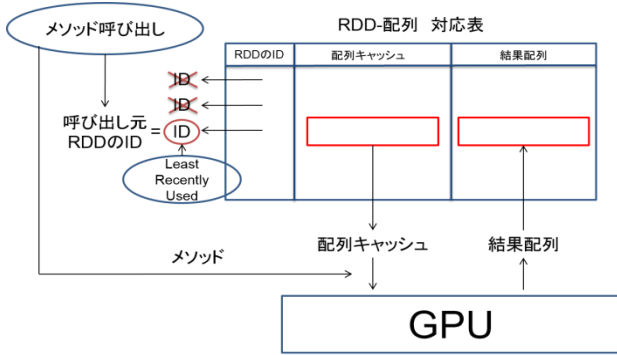 メソッド呼び出し
RDD-配列 対応表
RDDのID
配列キャッシュ
結果配列
ID
ID
呼び出し元
RDDのID
=
ID
Least
Recently
Used
配列キャッシュ
結果配列
メソッド
GPU